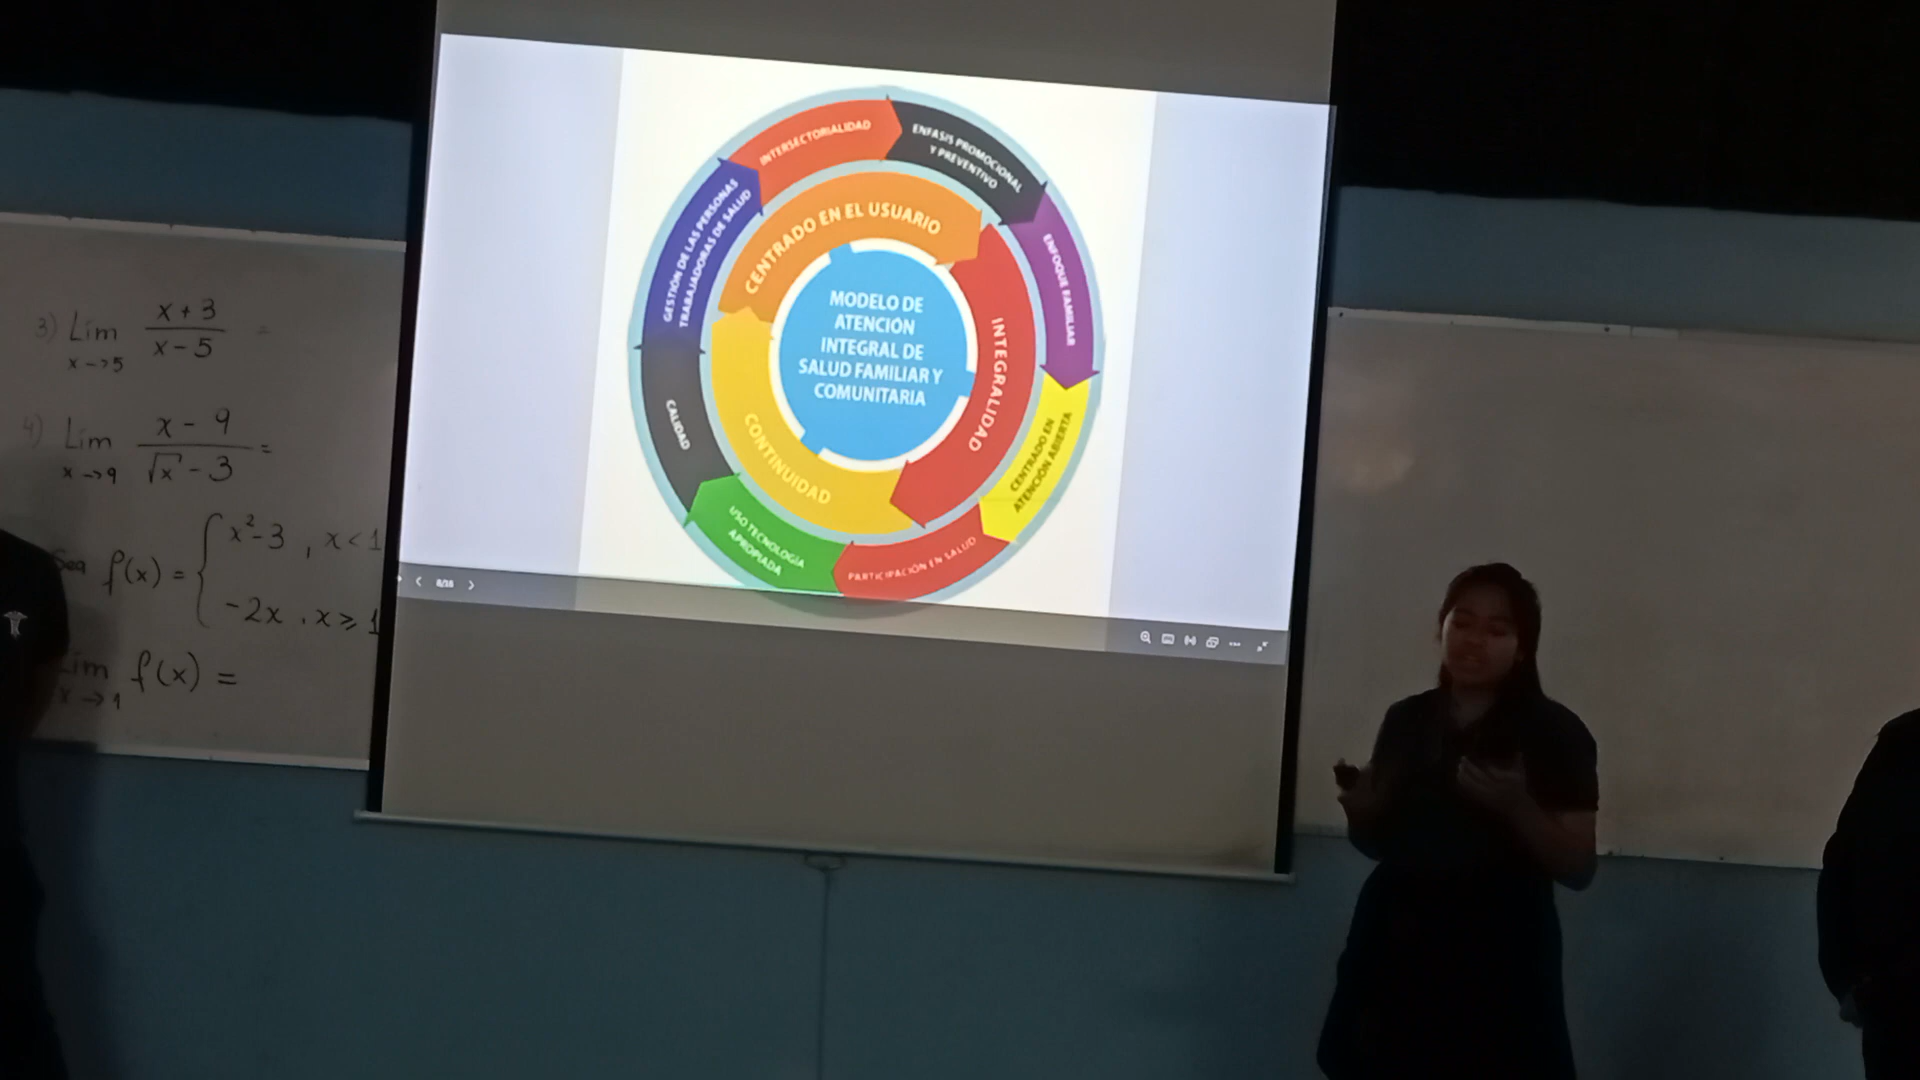 3) Lim x + 3 =
x -> 5 x - 5
4) Lim x - 9 =
x -> 9 √x - 3
Sea f(x) = { x² - 3 , x < 1
-2x , x ≥ 1
Lim f(x) =
x -> 1
INTERSECTORIALIDAD
ENFASIS PROMOCIONAL
Y PREVENTIVO
ENFOQUE FAMILIAR
CENTRADO EN
ATENCIÓN ABIERTA
PARTICIPACIÓN EN SALUD
USO TECNOLOGÍA
APROPIADA
CALIDAD
GESTIÓN DE LAS PERSONAS
TRABAJADORAS DE SALUD
CENTRADO EN EL USUARIO
INTEGRALIDAD
CONTINUIDAD
MODELO DE
ATENCIÓN
INTEGRAL DE
SALUD FAMILIAR Y
COMUNITARIA